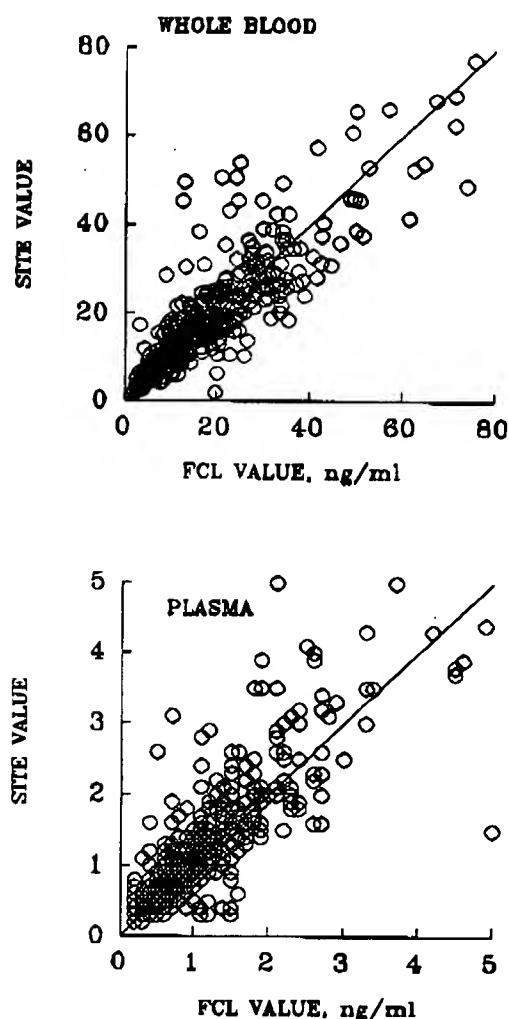 WHOLE BLOOD
80
60
40
20
0
SITE VALUE
0 20 40 60 80
FCL VALUE, ng/ml
PLASMA
5
4
3
2
1
0
SITE VALUE
0 1 2 3 4 5
FCL VALUE, ng/ml